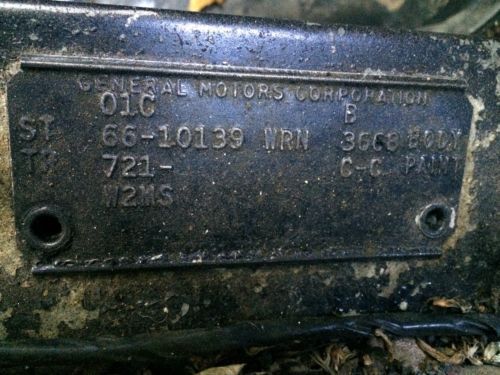 GENERAL MOTORS CORPORATION
01C B
ST 66-10139 WRN 3668 BODY
TR 721- C-C PAINT
W2MS